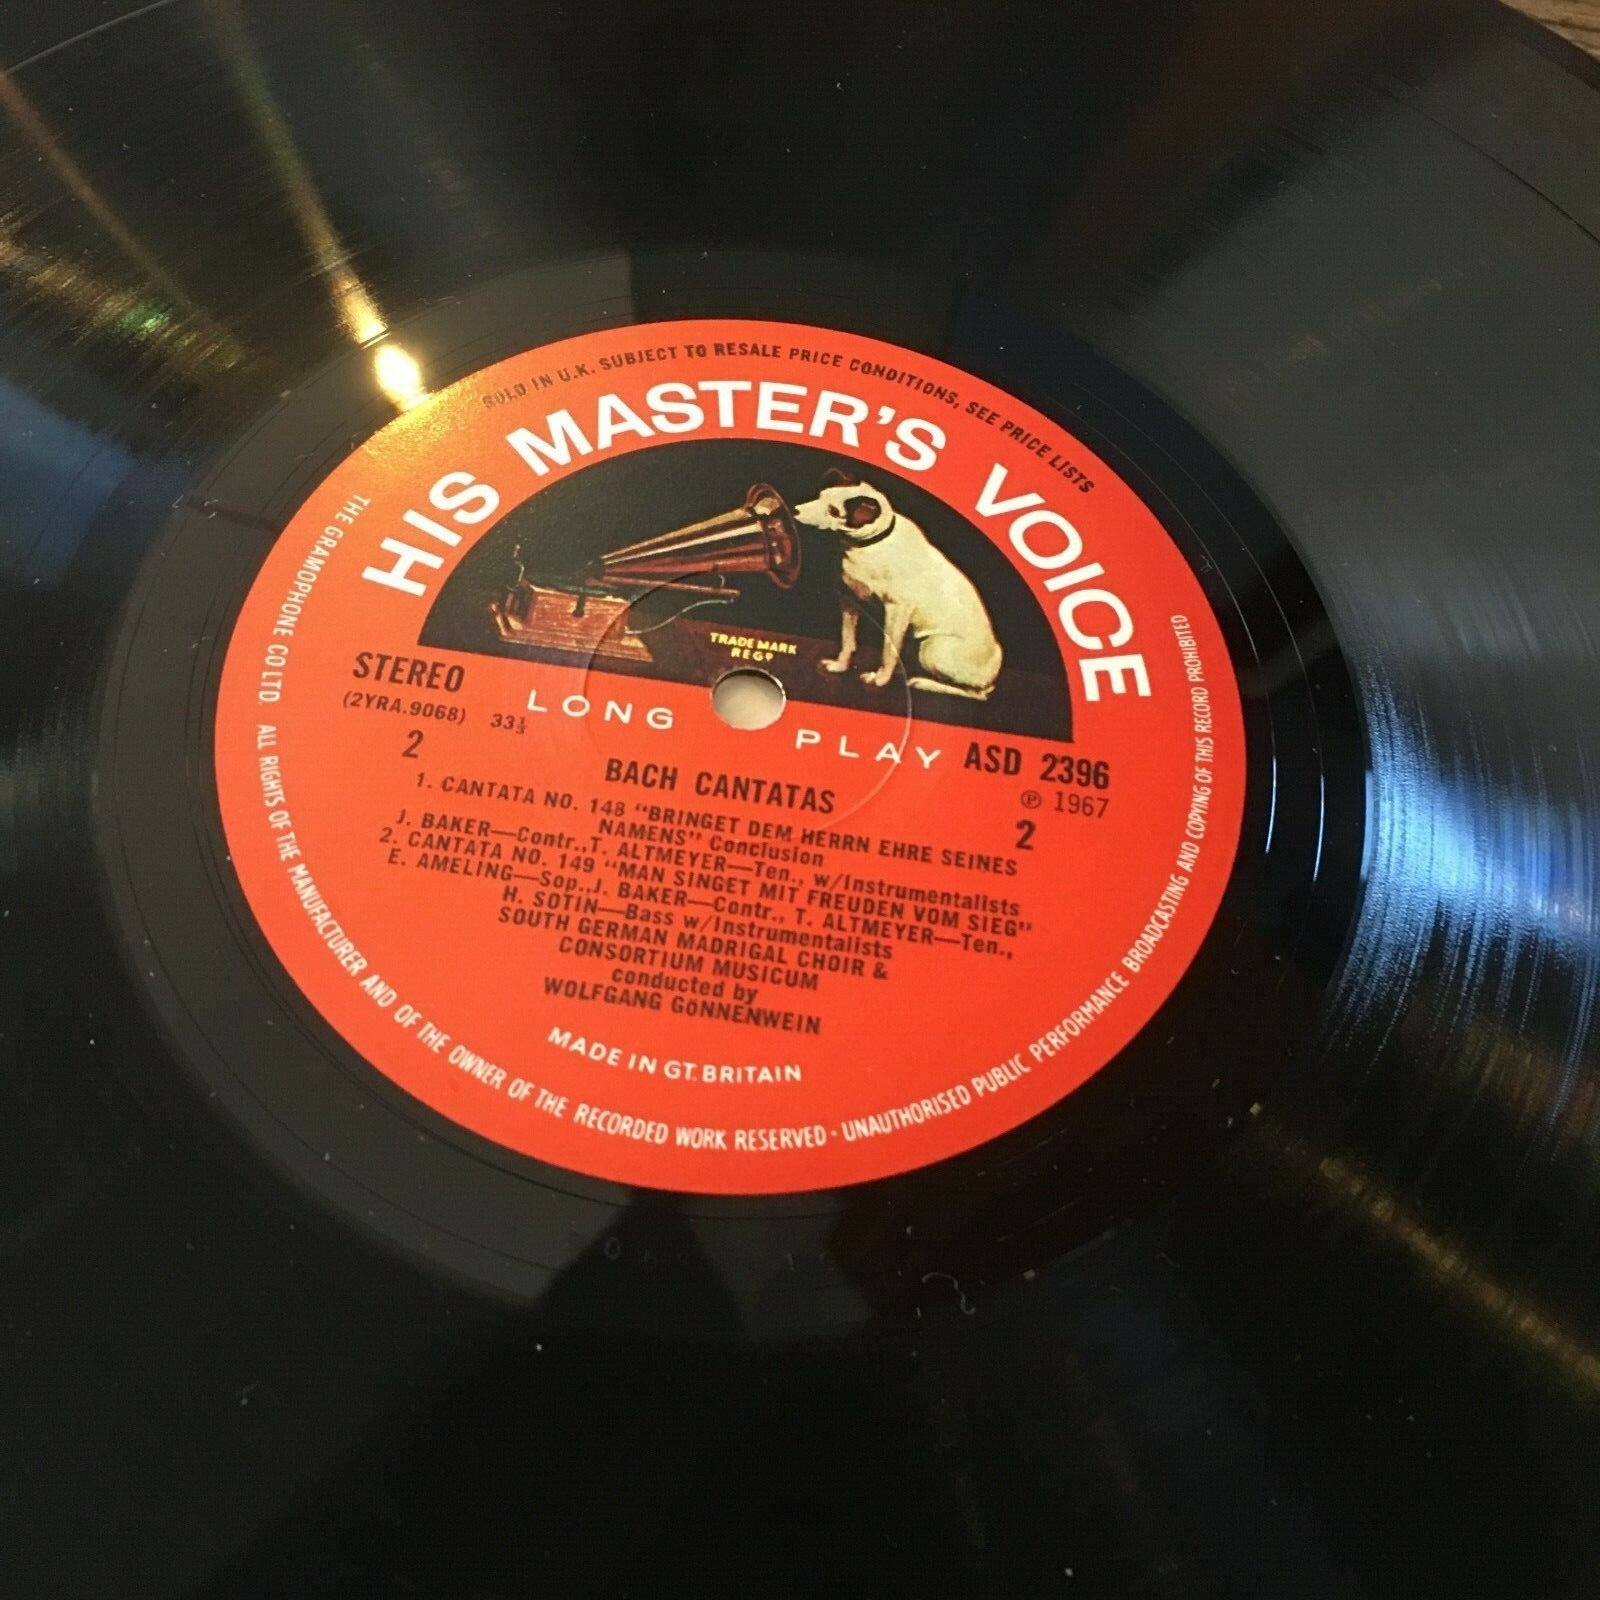 SOLD IN U.K. SUBJECT TO RESALE PRICE CONDITIONS, SEE PRICE LISTS
HIS MASTER'S VOICE
TRADE MARK
REGD
STEREO
(2YRA.9068) 33⅓
2
LONG PLAY
ASD 2396
℗ 1967
2
BACH CANTATAS
1. CANTATA NO. 148 “BRINGET DEM HERRN EHRE SEINES
NAMENS” Conclusion
J. BAKER—Contr., T. ALTMEYER—Ten., w/Instrumentalists
2. CANTATA NO. 149 “MAN SINGET MIT FREUDEN VOM SIEG”
E. AMELING—Sop., J. BAKER—Contr., T. ALTMEYER—Ten.,
H. SOTIN—Bass w/Instrumentalists
SOUTH GERMAN MADRIGAL CHOIR &
CONSORTIUM MUSICUM
conducted by
WOLFGANG GöNNENWEIN
MADE IN GT. BRITAIN
THE GRAMOPHONE CO LTD. ALL RIGHTS OF THE MANUFACTURER AND OF THE OWNER OF THE RECORDED WORK RESERVED · UNAUTHORISED PUBLIC PERFORMANCE BROADCASTING AND COPYING OF THIS RECORD PROHIBITED